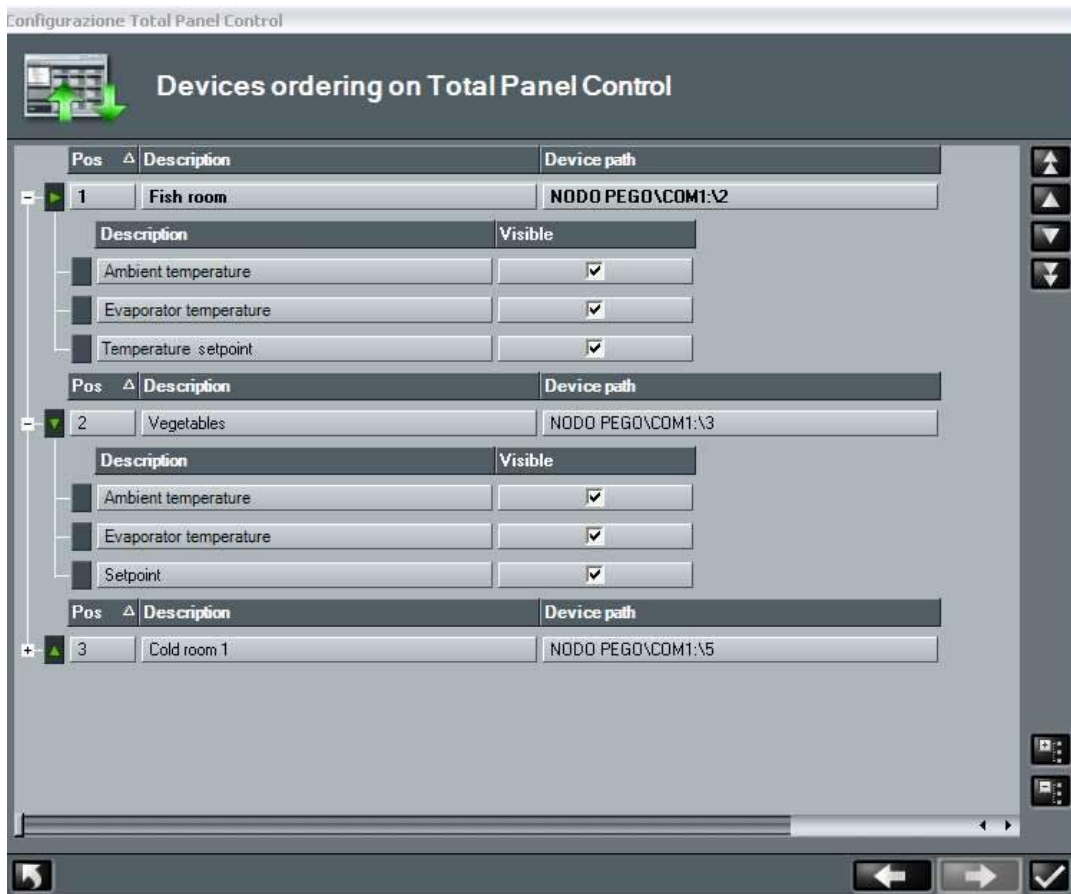 Configurazione Total Panel Control
Devices ordering on Total Panel Control
Pos Description Device path
1 Fish room NODO PEGO\COM1:\2
Description Visible
Ambient temperature
Evaporator temperature
Temperature setpoint
Pos Description Device path
2 Vegetables NODO PEGO\COM1:\3
Description Visible
Ambient temperature
Evaporator temperature
Setpoint
Pos Description Device path
3 Cold room 1 NODO PEGO\COM1:\5